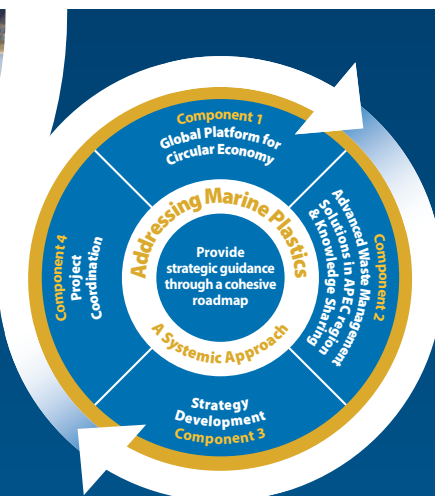 Component 1
Global Platform for
Circular Economy
Component 2
Advanced Waste Management
Solutions in APEC region
& Knowledge Sharing
Strategy
Development
Component 3
Component 4
Project
Coordination
Addressing Marine Plastics
A Systemic Approach
Provide
strategic guidance
through a cohesive
roadmap